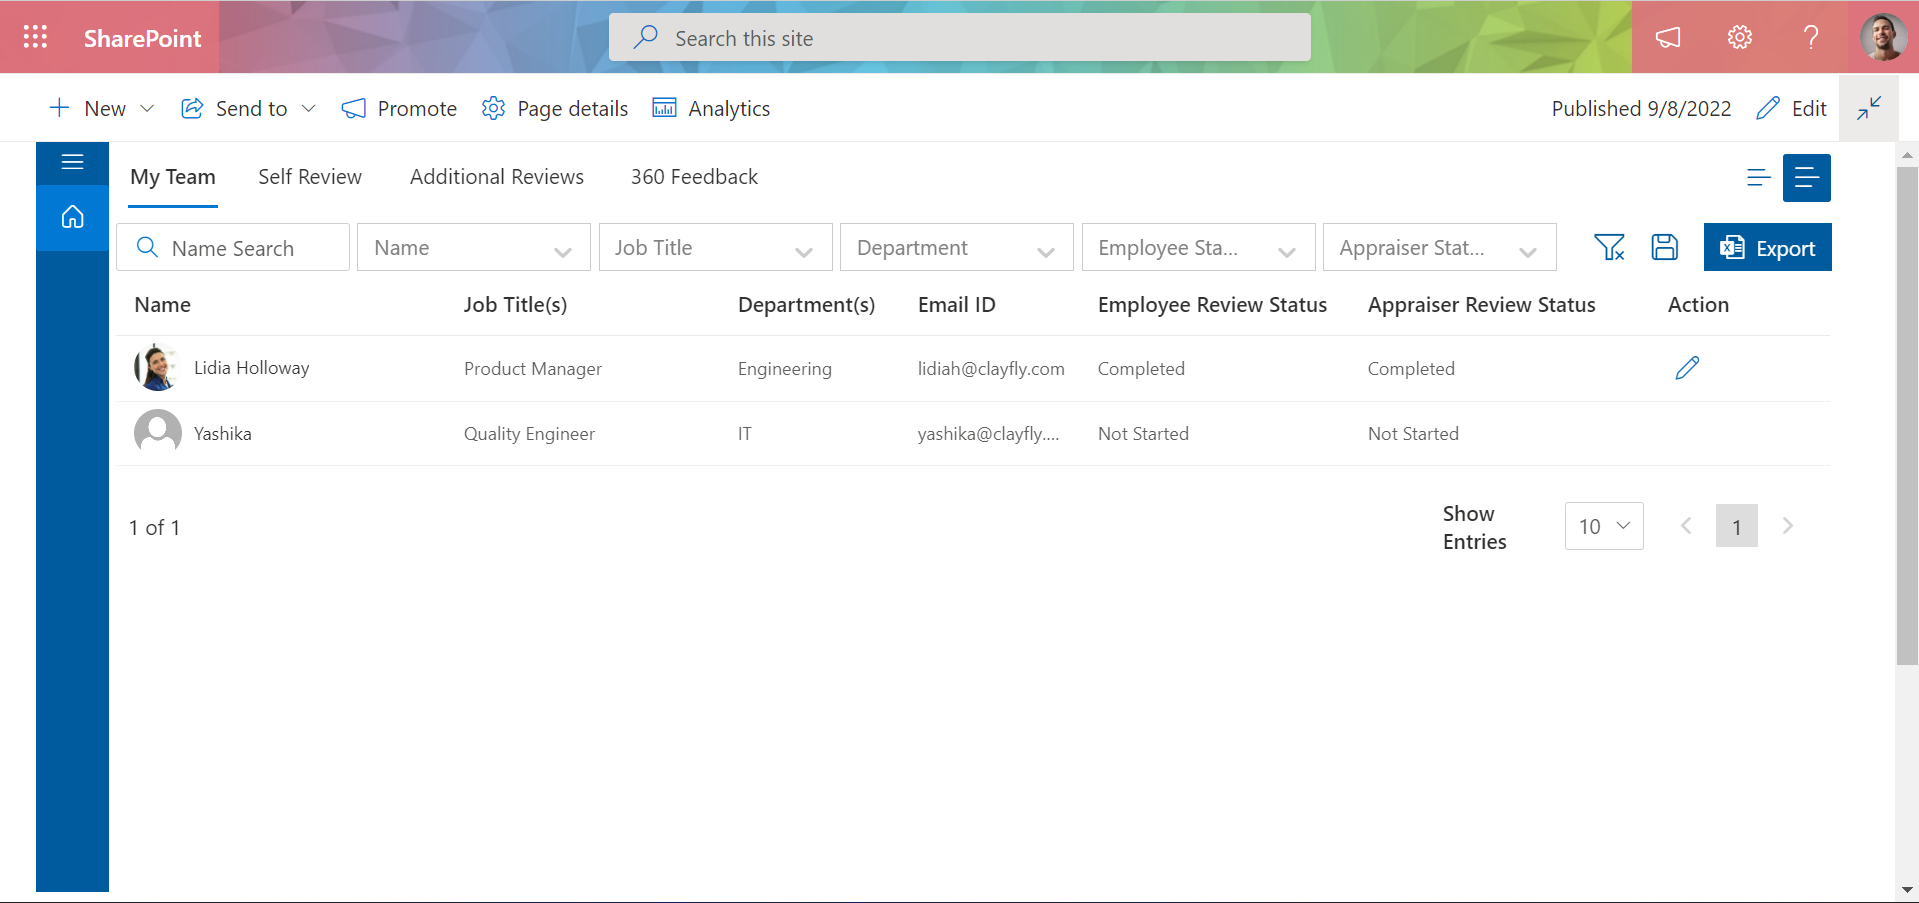 SharePoint
Search this site
New
Send to
Promote
Page details
Analytics
Published 9/8/2022
Edit
My Team
Self Review
Additional Reviews
360 Feedback
Name Search
Name
Job Title
Department
Employee Sta...
Appraiser Stat...
Export
Name
Job Title(s)
Department(s)
Email ID
Employee Review Status
Appraiser Review Status
Action
Lidia Holloway
Product Manager
Engineering
lidiah@clayfly.com
Completed
Completed
Yashika
Quality Engineer
IT
yashika@clayfly....
Not Started
Not Started
1 of 1
Show
Entries
10
1